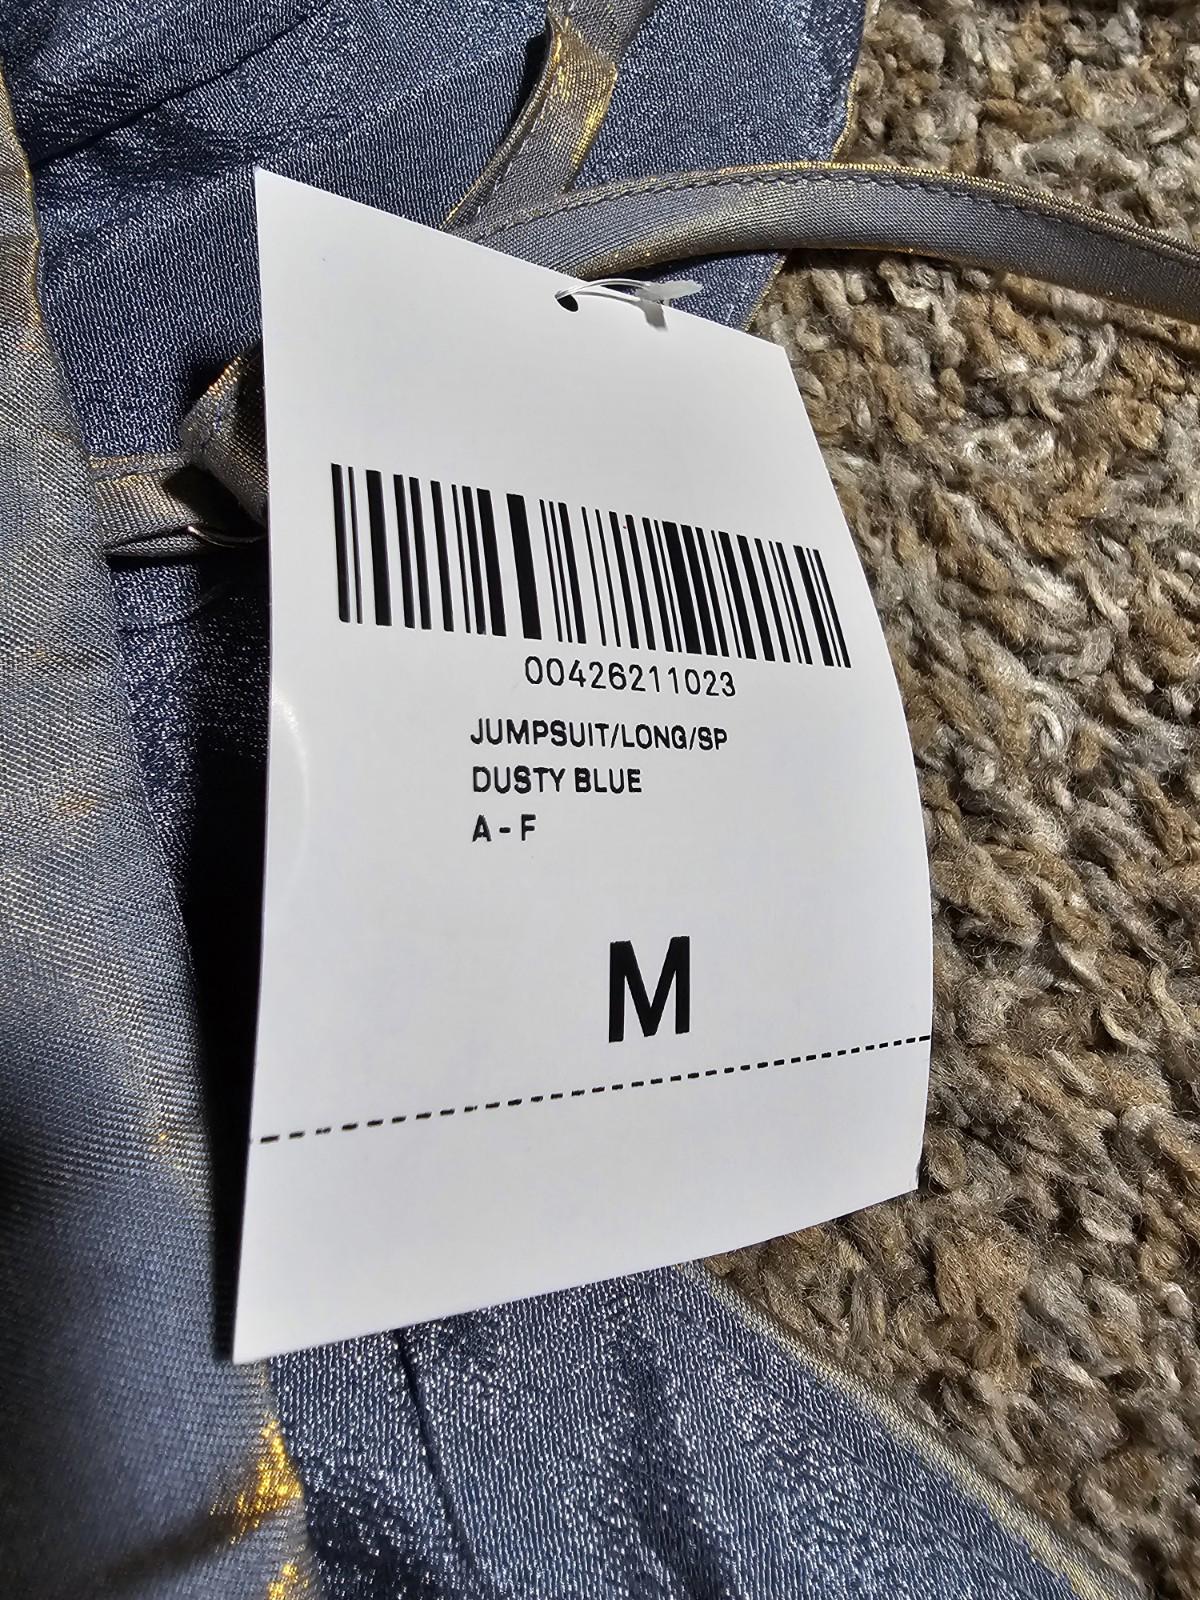 00426211023
JUMPSUIT/LONG/SP
DUSTY BLUE
A - F
M